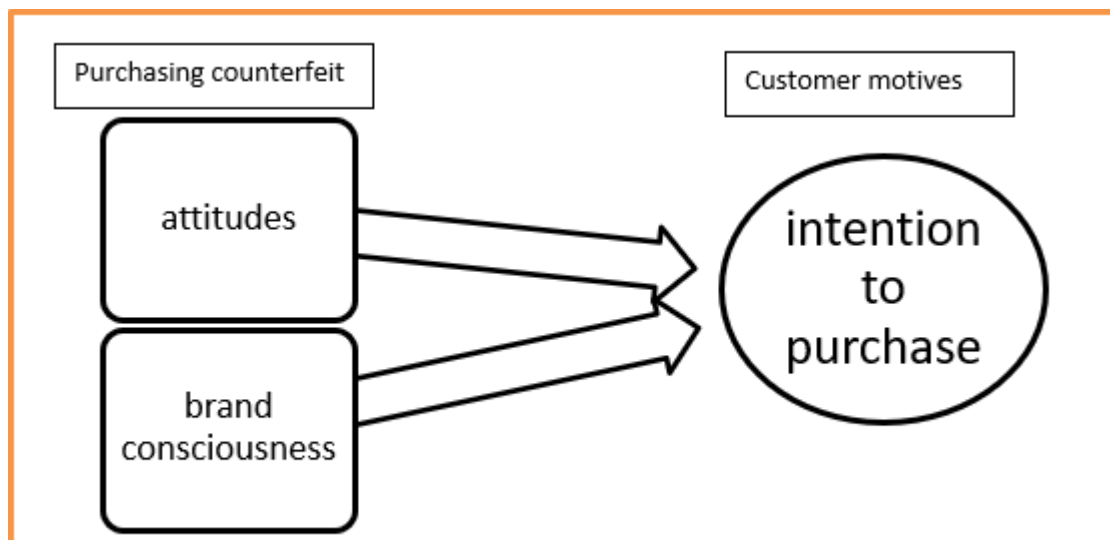 Purchasing counterfeit
Customer motives
attitudes
brand
consciousness
intention
to
purchase